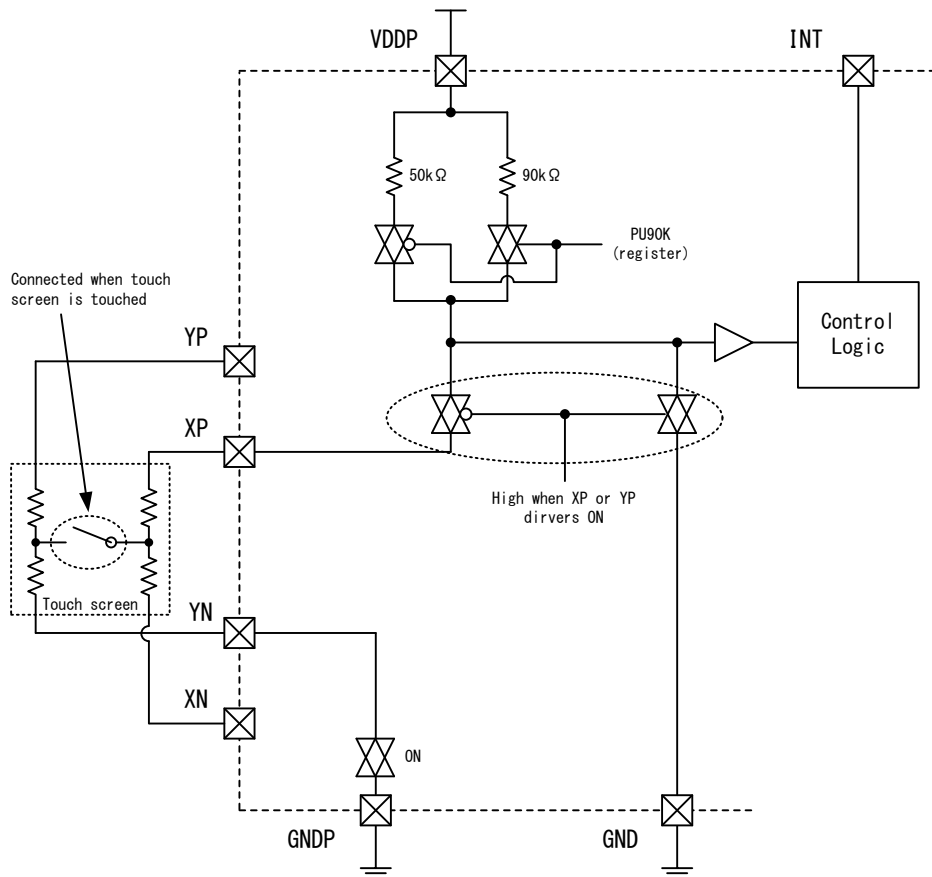 VDDP
INT
50kΩ
90kΩ
PU90K
(register)
Connected when touch
screen is touched
Control
Logic
YP
XP
High when XP or YP
dirvers ON
Touch screen
YN
XN
ON
GNDP
GND